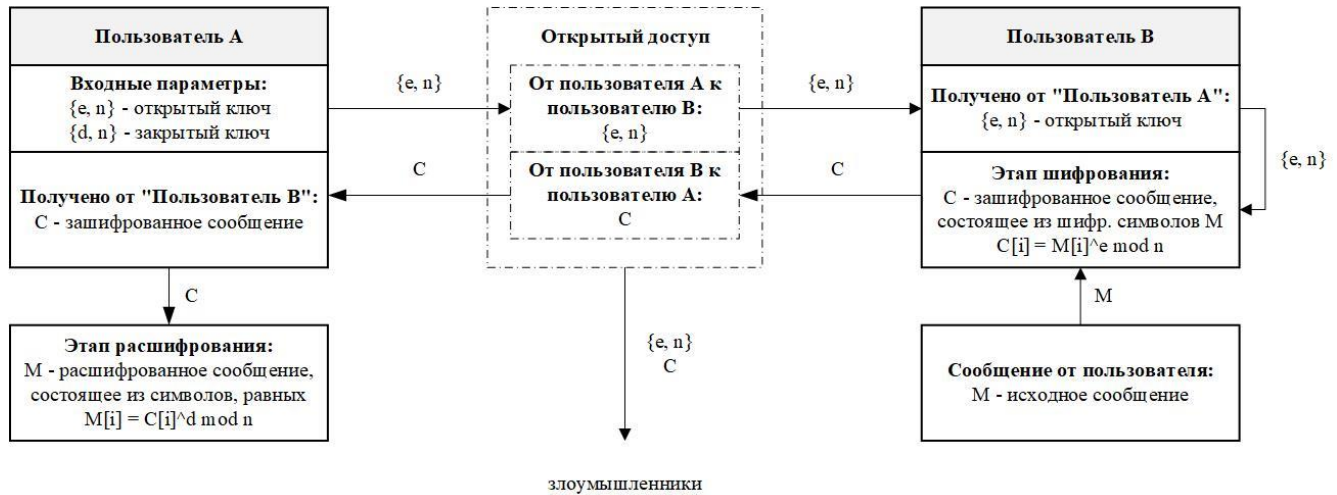 Пользователь A
Входные параметры:
{e, n} - открытый ключ
{d, n} - закрытый ключ
Получено от "Пользователь B":
C - зашифрованное сообщение
C
Этап расшифрования:
M - расшифрованное сообщение,
состоящее из символов, равных
M[i] = C[i]^d mod n
{e, n}
C
Открытый доступ
От пользователя A к
пользователю B:
{e, n}
От пользователя B к
пользователю A:
C
{e, n}
C
злоумышленники
{e, n}
C
Пользователь B
Получено от "Пользователь A":
{e, n} - открытый ключ
{e, n}
Этап шифрования:
C - зашифрованное сообщение,
состоящее из шифр. символов M
C[i] = M[i]^e mod n
M
Сообщение от пользователя:
M - исходное сообщение